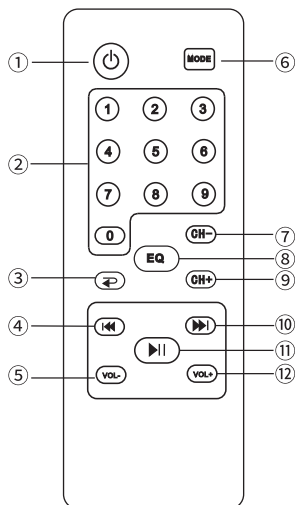 ① MODE ⑥
1 2 3
② 4 5 6
7 8 9
0 CH− ⑦
EQ ⑧
③ CH+ ⑨
④ ⑩
⑪
⑤ VOL- VOL+ ⑫